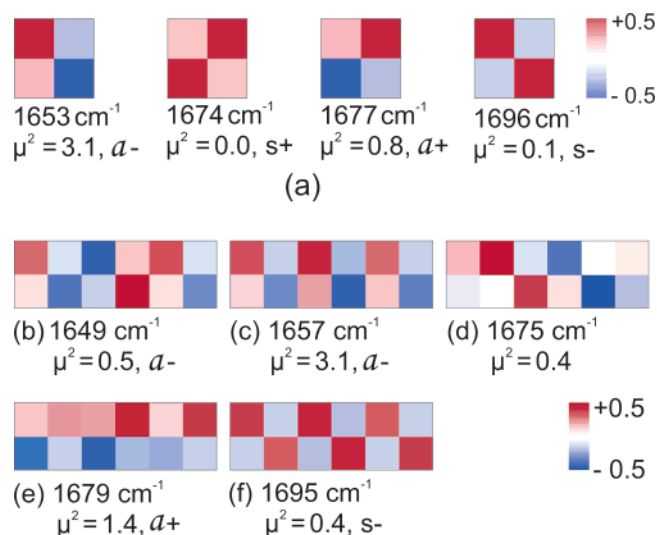 +0.5
- 0.5
1653 cm⁻¹ 1674 cm⁻¹ 1677 cm⁻¹ 1696 cm⁻¹
μ² = 3.1, a- μ² = 0.0, s+ μ² = 0.8, a+ μ² = 0.1, s-
(a)
(b) 1649 cm⁻¹ (c) 1657 cm⁻¹ (d) 1675 cm⁻¹
μ² = 0.5, a- μ² = 3.1, a- μ² = 0.4
+0.5
- 0.5
(e) 1679 cm⁻¹ (f) 1695 cm⁻¹
μ² = 1.4, a+ μ² = 0.4, s-